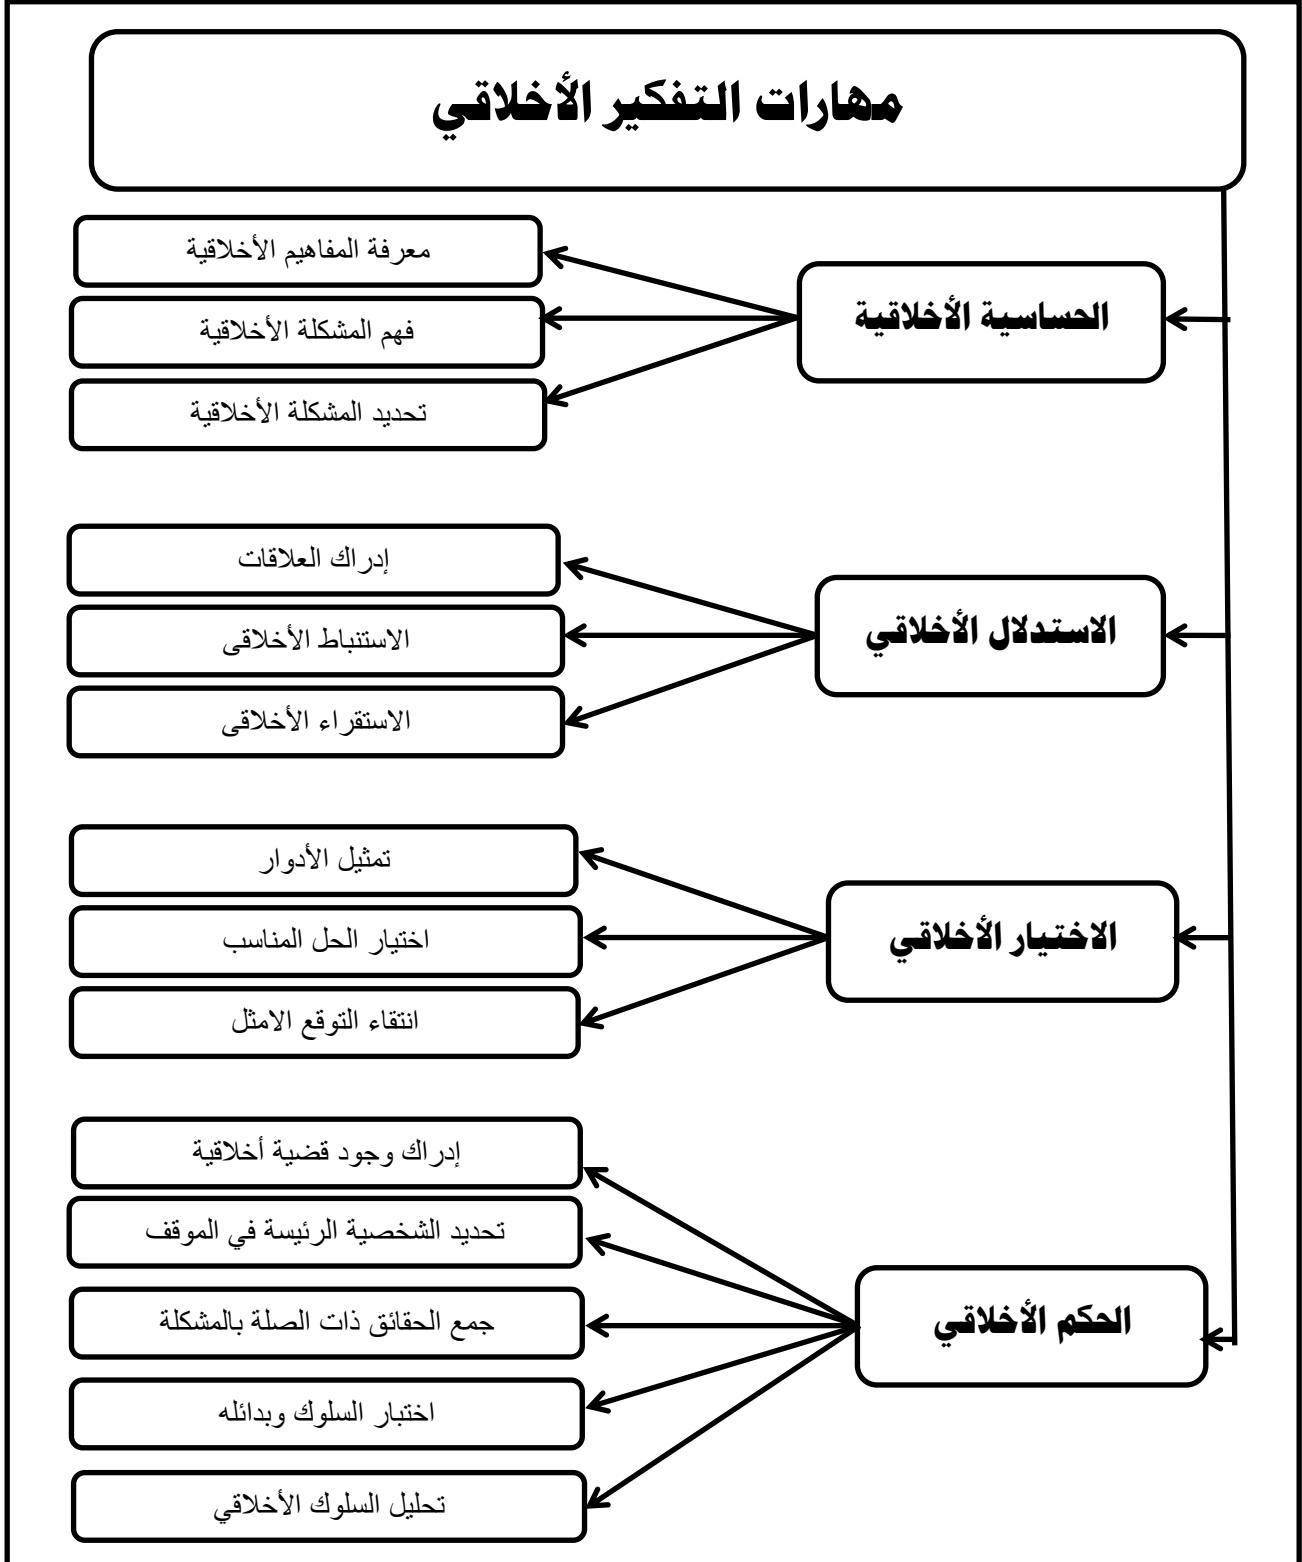 مهارات التفكير الأخلاقي
الحساسية الأخلاقية
معرفة المفاهيم الأخلاقية
فهم المشكلة الأخلاقية
تحديد المشكلة الأخلاقية
الاستدلال الأخلاقي
إدراك العلاقات
الاستنباط الأخلاقى
الاستقراء الأخلاقى
الاختيار الأخلاقي
تمثيل الأدوار
اختيار الحل المناسب
انتقاء التوقع الامثل
الحكم الأخلاقي
إدراك وجود قضية أخلاقية
تحديد الشخصية الرئيسة في الموقف
جمع الحقائق ذات الصلة بالمشكلة
اختبار السلوك وبدائله
تحليل السلوك الأخلاقي